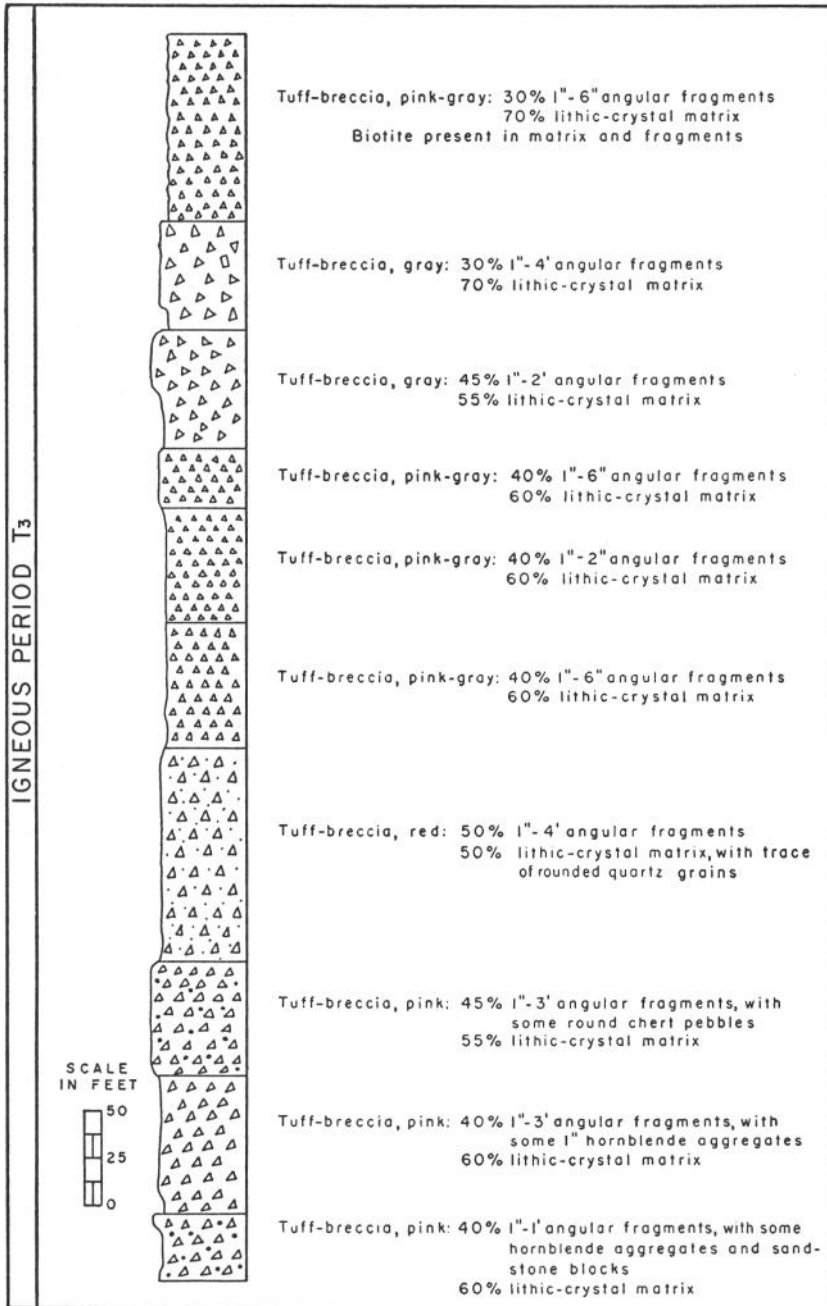 IGNEOUS PERIOD T3
Tuff-breccia, pink-gray: 30% 1"-6" angular fragments
70% lithic-crystal matrix
Biotite present in matrix and fragments
Tuff-breccia, gray: 30% 1"-4' angular fragments
70% lithic-crystal matrix
Tuff-breccia, gray: 45% 1"-2' angular fragments
55% lithic-crystal matrix
Tuff-breccia, pink-gray: 40% 1"-6" angular fragments
60% lithic-crystal matrix
Tuff-breccia, pink-gray: 40% 1"-2" angular fragments
60% lithic-crystal matrix
Tuff-breccia, pink-gray: 40% 1"-6" angular fragments
60% lithic-crystal matrix
Tuff-breccia, red: 50% 1"-4' angular fragments
50% lithic-crystal matrix, with trace
of rounded quartz grains
Tuff-breccia, pink: 45% 1"-3' angular fragments, with
some round chert pebbles
55% lithic-crystal matrix
SCALE
IN FEET
50
25
0
Tuff-breccia, pink: 40% 1"-3' angular fragments, with
some 1" hornblende aggregates
60% lithic-crystal matrix
Tuff-breccia, pink: 40% 1"-1' angular fragments, with some
hornblende aggregates and sand-
stone blocks
60% lithic-crystal matrix